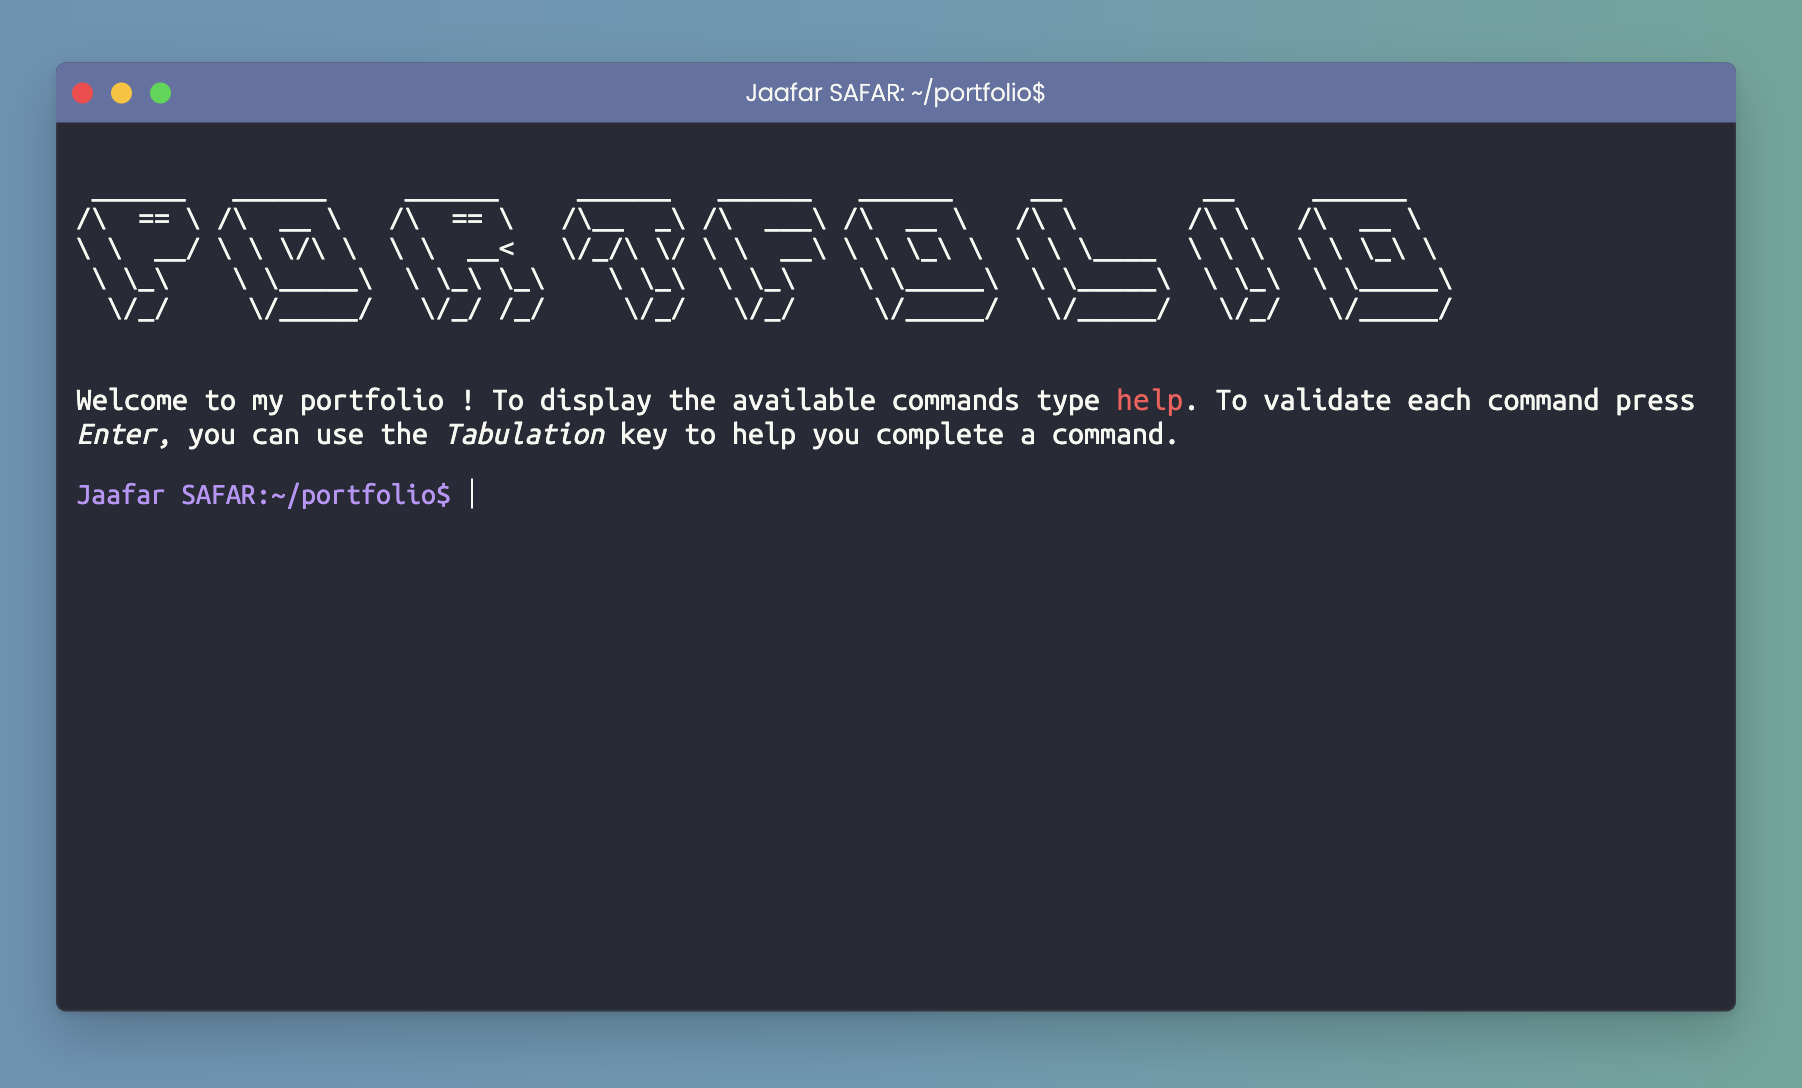 Jaafar SAFAR: ~/portfolio$
PORTFOLIO
Welcome to my portfolio ! To display the available commands type help. To validate each command press
Enter, you can use the Tabulation key to help you complete a command.
Jaafar SAFAR:~/portfolio$